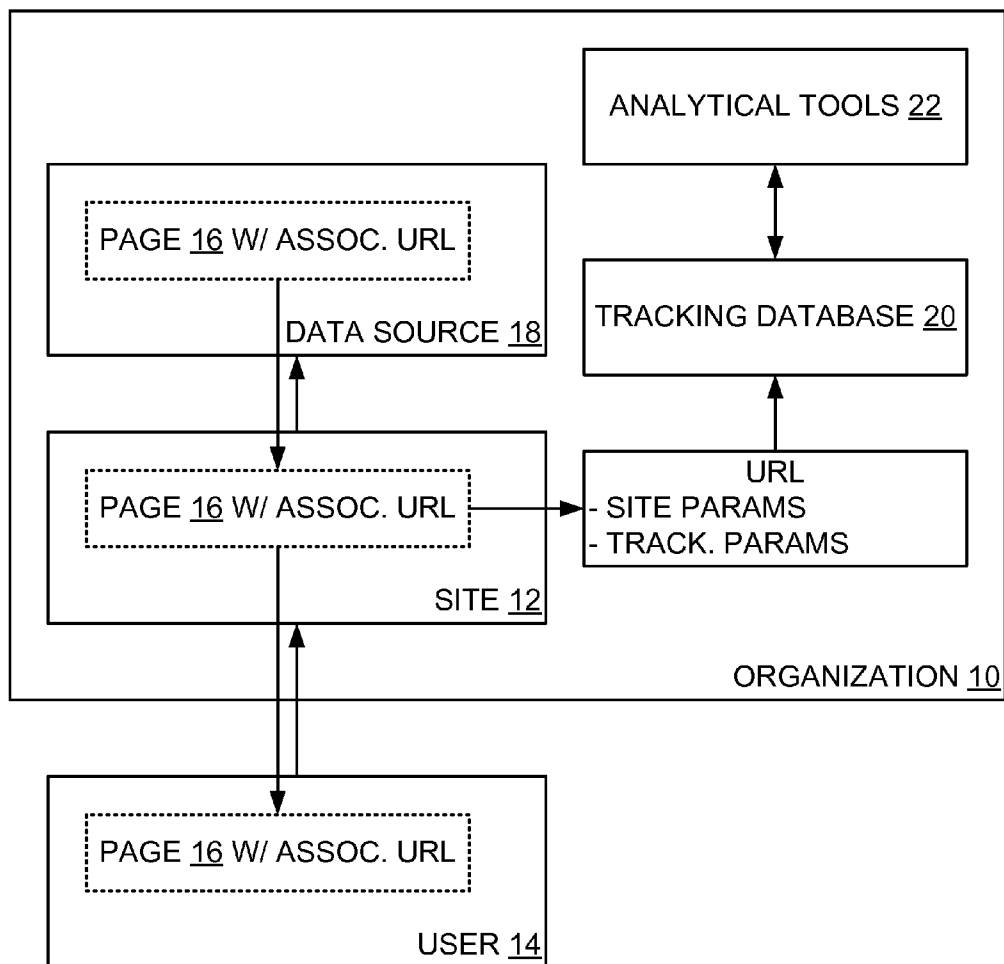 ANALYTICAL TOOLS 22
PAGE 16 W/ ASSOC. URL
DATA SOURCE 18
TRACKING DATABASE 20
PAGE 16 W/ ASSOC. URL
SITE 12
URL
- SITE PARAMS
- TRACK. PARAMS
ORGANIZATION 10
PAGE 16 W/ ASSOC. URL
USER 14